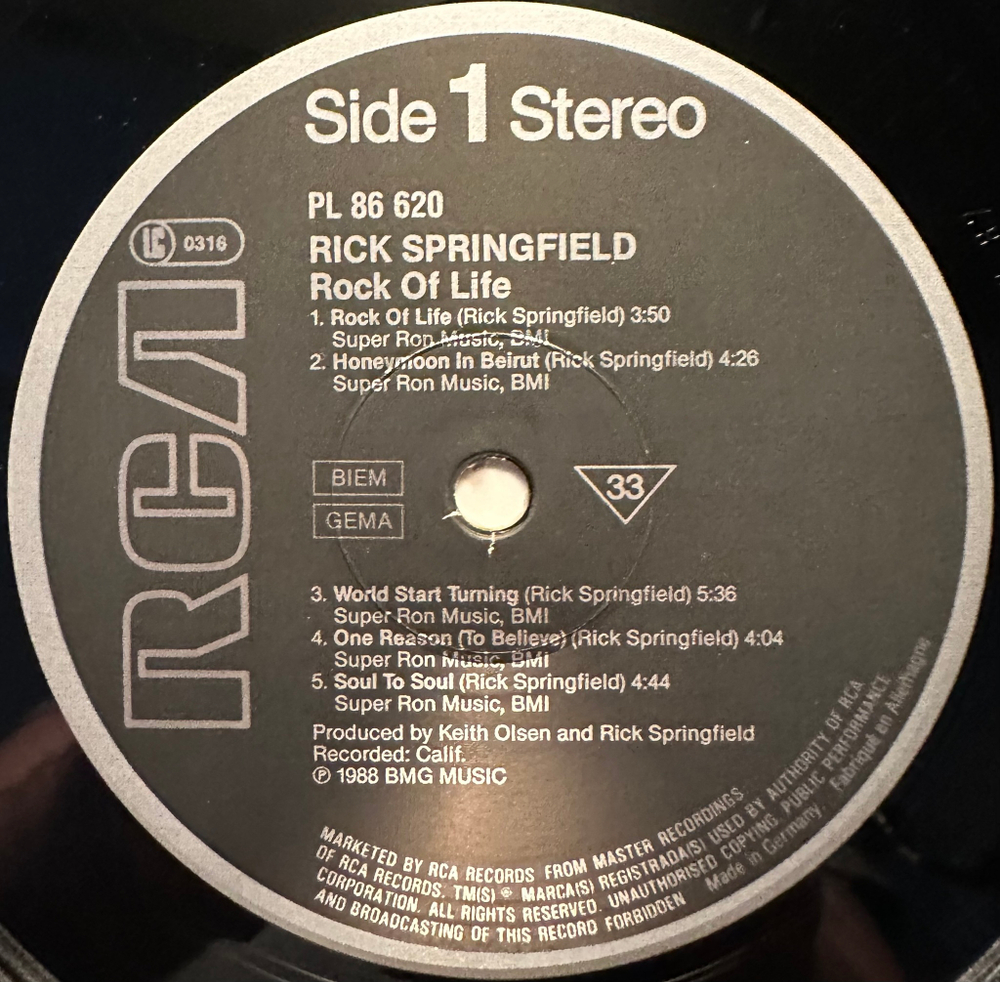 Side 1 Stereo
PL 86 620
LC 0316
RICK SPRINGFIELD
Rock Of Life
1. Rock Of Life (Rick Springfield) 3:50
Super Ron Music, BMI
2. Honeymoon In Beirut (Rick Springfield) 4:26
Super Ron Music, BMI
RCA
BIEM
GEMA
33
3. World Start Turning (Rick Springfield) 5:36
Super Ron Music, BMI
4. One Reason (To Believe) (Rick Springfield) 4:04
Super Ron Music, BMI
5. Soul To Soul (Rick Springfield) 4:44
Super Ron Music, BMI
Produced by Keith Olsen and Rick Springfield
Recorded: Calif.
℗ 1988 BMG MUSIC
MARKETED BY RCA RECORDS FROM MASTER RECORDINGS
OF RCA RECORDS. TM(S) ® MARCA(S) REGISTRADA(S) USED BY AUTHORITY OF RCA
CORPORATION. ALL RIGHTS RESERVED. UNAUTHORISED COPYING PUBLIC PERFORMANCE
AND BROADCASTING OF THIS RECORD FORBIDDEN
Made in Germany. Fabriqué en Allemagne